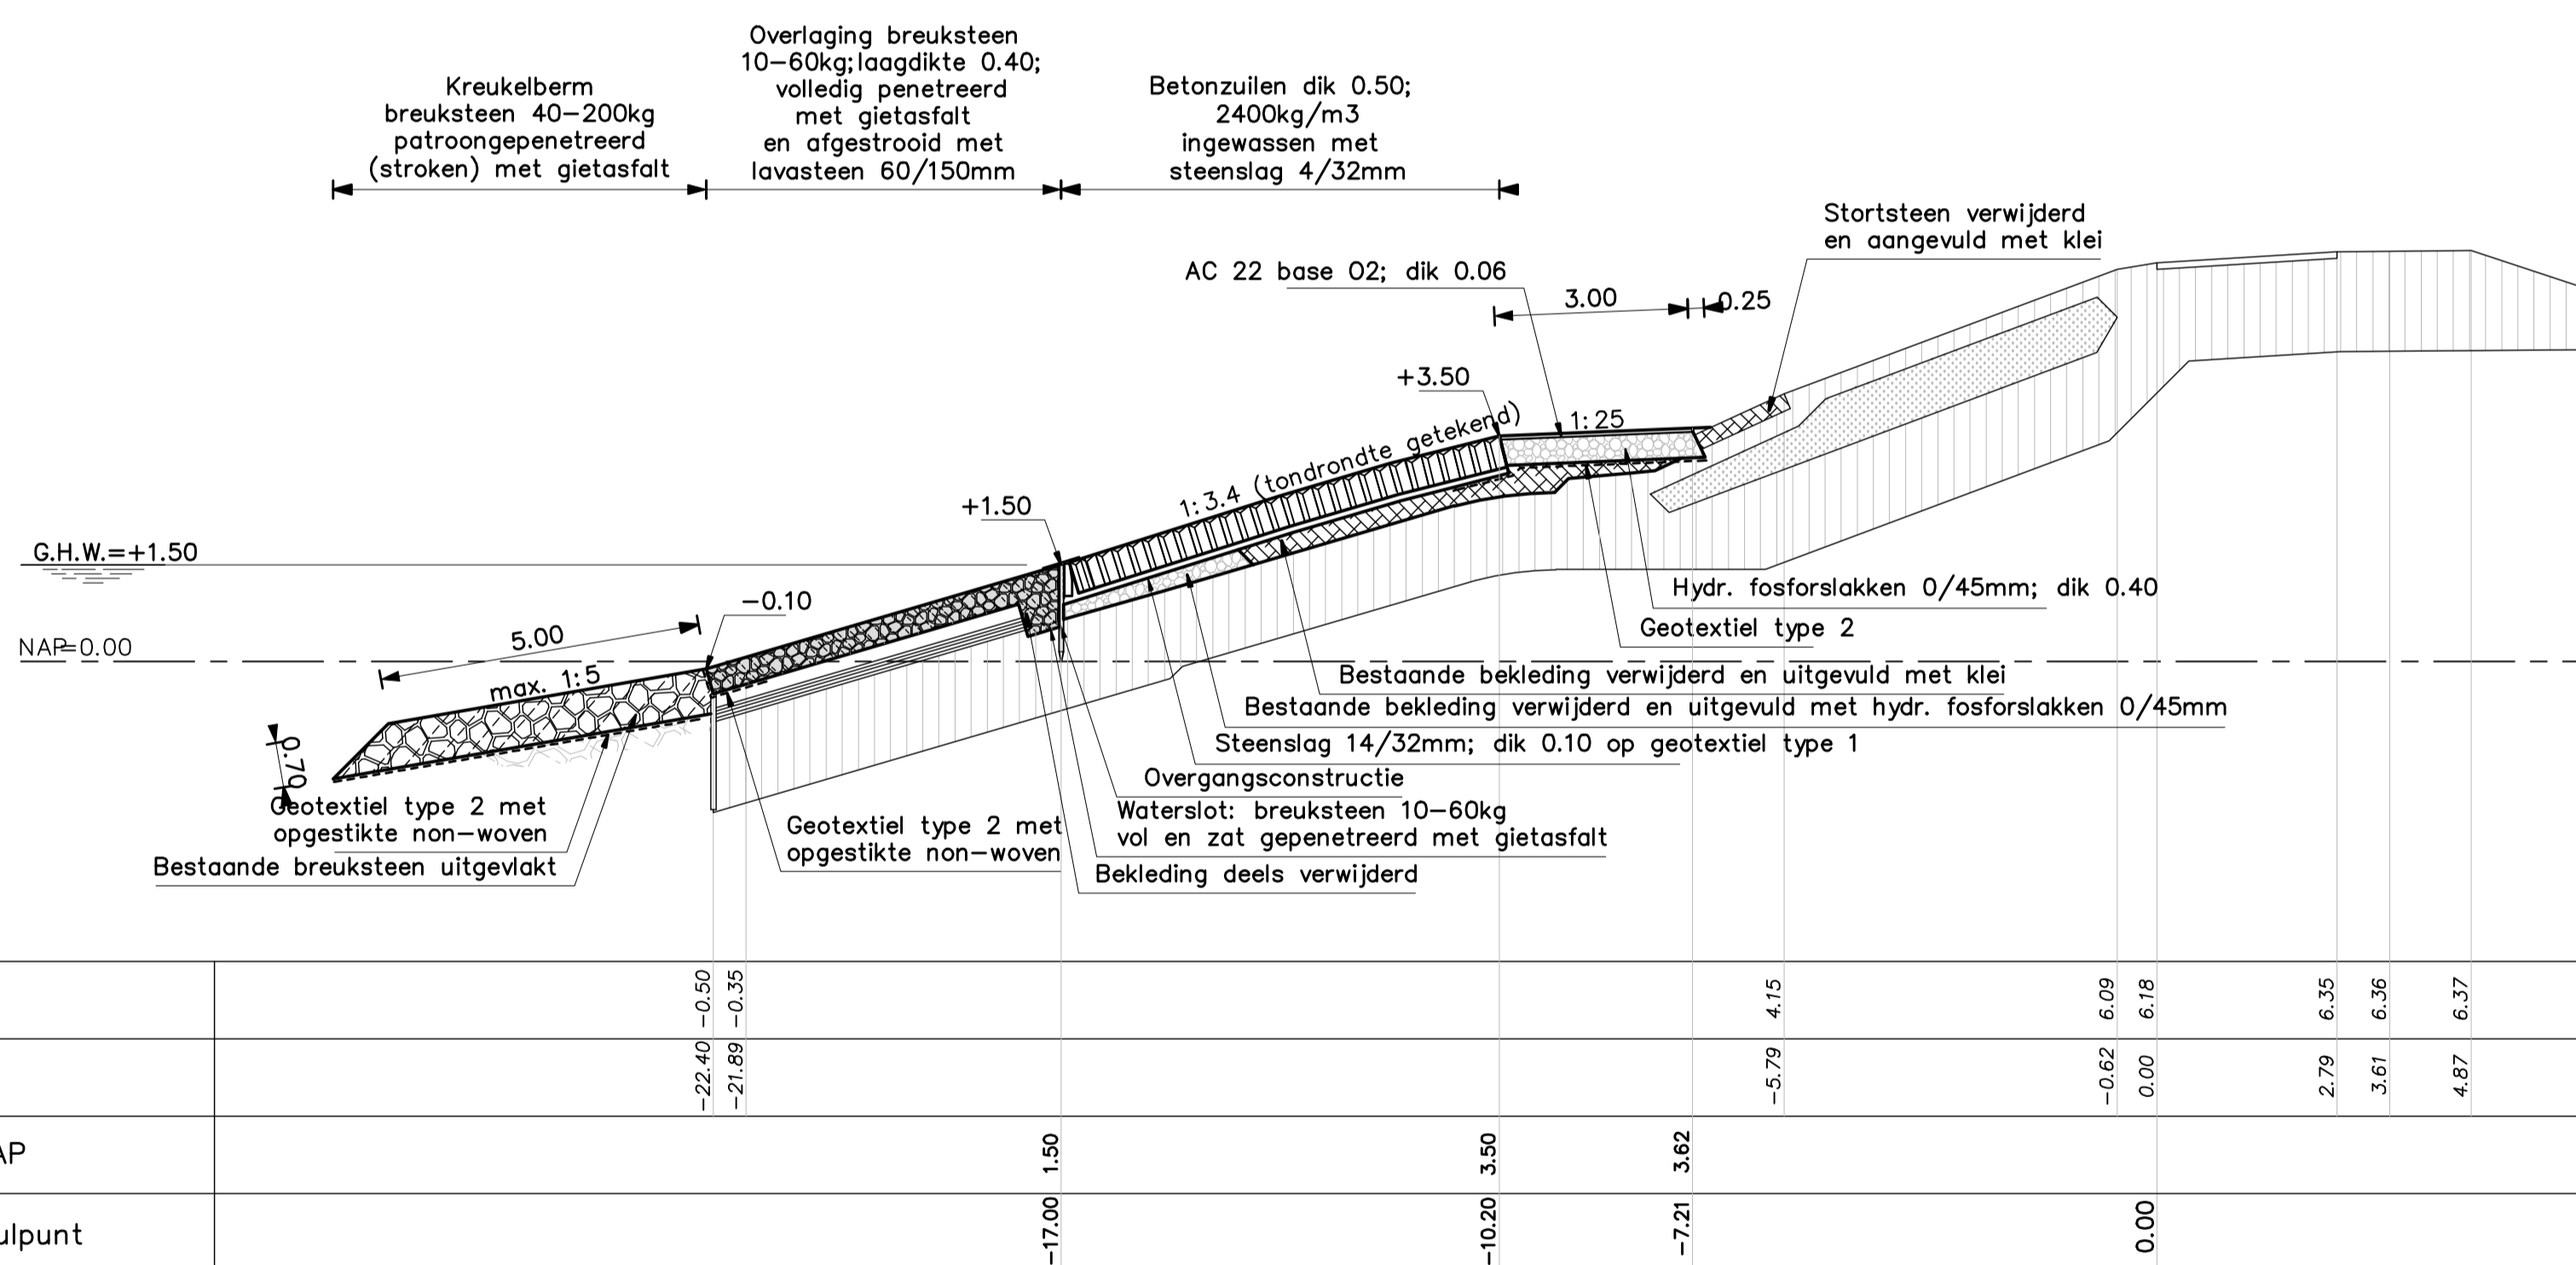 Kreukelberm
breuksteen 40-200kg
patroongepenetreerd
(stroken) met gietasfalt
Overlaging breuksteen
10-60kg;laagdikte 0.40;
volledig penetreerd
met gietasfalt
en afgestrooid met
lavasteen 60/150mm
Betonzuilen dik 0.50;
2400kg/m3
ingewassen met
steenslag 4/32mm
Stortsteen verwijderd
en aangevuld met klei
AC 22 base O2; dik 0.06
3.00
0.25
+3.50
1:25
1:3.4 (tondrondte getekend)
+1.50
G.H.W.=+1.50
-0.10
NAP=0.00
5.00
max. 1:5
0.70
Hydr. fosforslakken 0/45mm; dik 0.40
Geotextiel type 2
Bestaande bekleding verwijderd en uitgevuld met klei
Bestaande bekleding verwijderd en uitgevuld met hydr. fosforslakken 0/45mm
Steenslag 14/32mm; dik 0.10 op geotextiel type 1
Overgangsconstructie
Waterslot: breuksteen 10-60kg
vol en zat gepenetreerd met gietasfalt
Bekleding deels verwijderd
Geotextiel type 2 met
opgestikte non-woven
Geotextiel type 2 met
opgestikte non-woven
Bestaande breuksteen uitgevlakt
-0.50 -0.35 4.15 6.09 6.18 6.35 6.36 6.37
-22.40 -21.89 -5.79 -0.62 0.00 2.79 3.61 4.87
AP 1.50 3.50 3.62
ulpunt -17.00 -10.20 -7.21 0.00